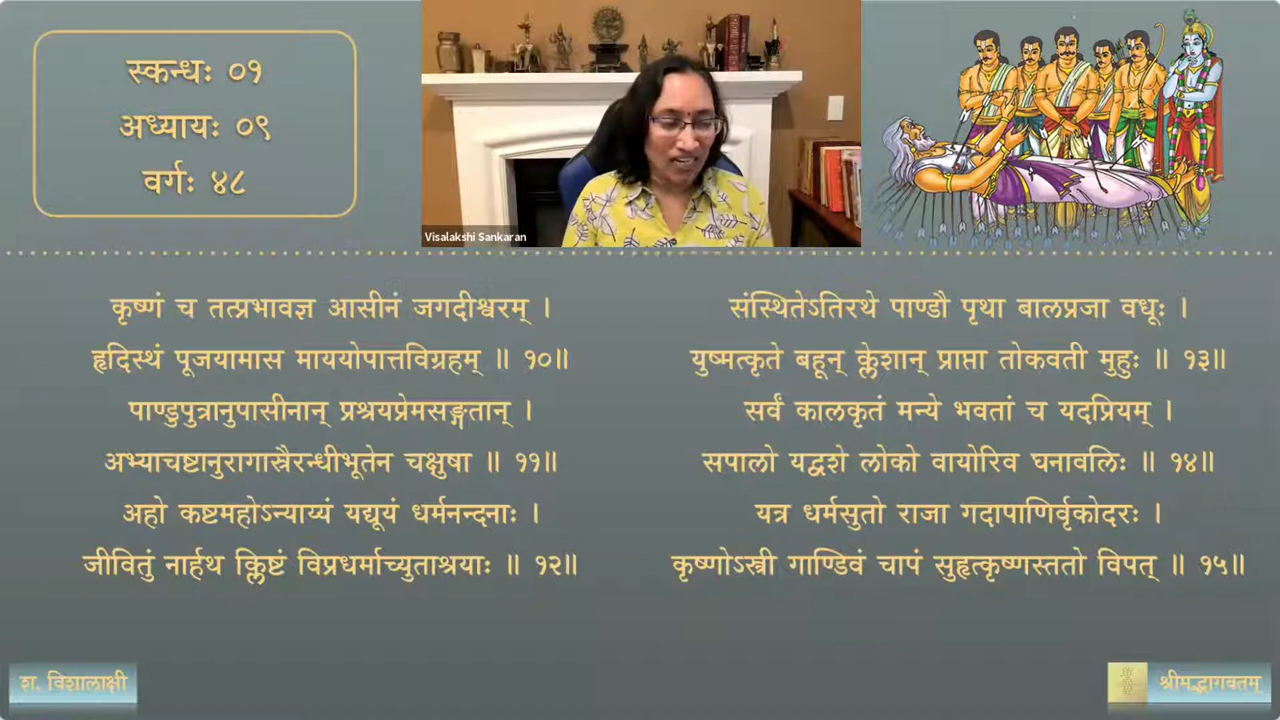 स्कन्धः ०१
अध्यायः ०९
वर्गः ४८
Visalakshi Sankaran
कृष्णं च तत्प्रभावज्ञ आसीनं जगदीश्वरम् ।
हृदिस्थं पूजयामास माययोपात्तविग्रहम् ॥ १०॥
पाण्डुपुत्रानुपासीनान् प्रश्रयप्रेमसङ्गतान् ।
अभ्याचष्टानुरागास्रैरन्धीभूतेन चक्षुषा ॥ ११॥
अहो कष्टमहोऽन्याय्यं यद्यूयं धर्मनन्दनाः ।
जीवितुं नार्हथ क्लिष्टं विप्रधर्माच्युताश्रयाः ॥ १२॥
संस्थितेऽतिरथे पाण्डौ पृथा बालप्रजा वधूः ।
युष्मत्कृते बहून् क्लेशान् प्राप्ता तोकवती मुहुः ॥ १३॥
सर्वं कालकृतं मन्ये भवतां च यदप्रियम् ।
सपालो यद्वशे लोको वायोरिव घनावलिः ॥ १४॥
यत्र धर्मसुतो राजा गदापाणिर्वृकोदरः ।
कृष्णोऽस्त्री गाण्डिवं चापं सुहृत्कृष्णस्ततो विपत् ॥ १५॥
श. विशालाक्षी
श्रीमद्भागवतम्